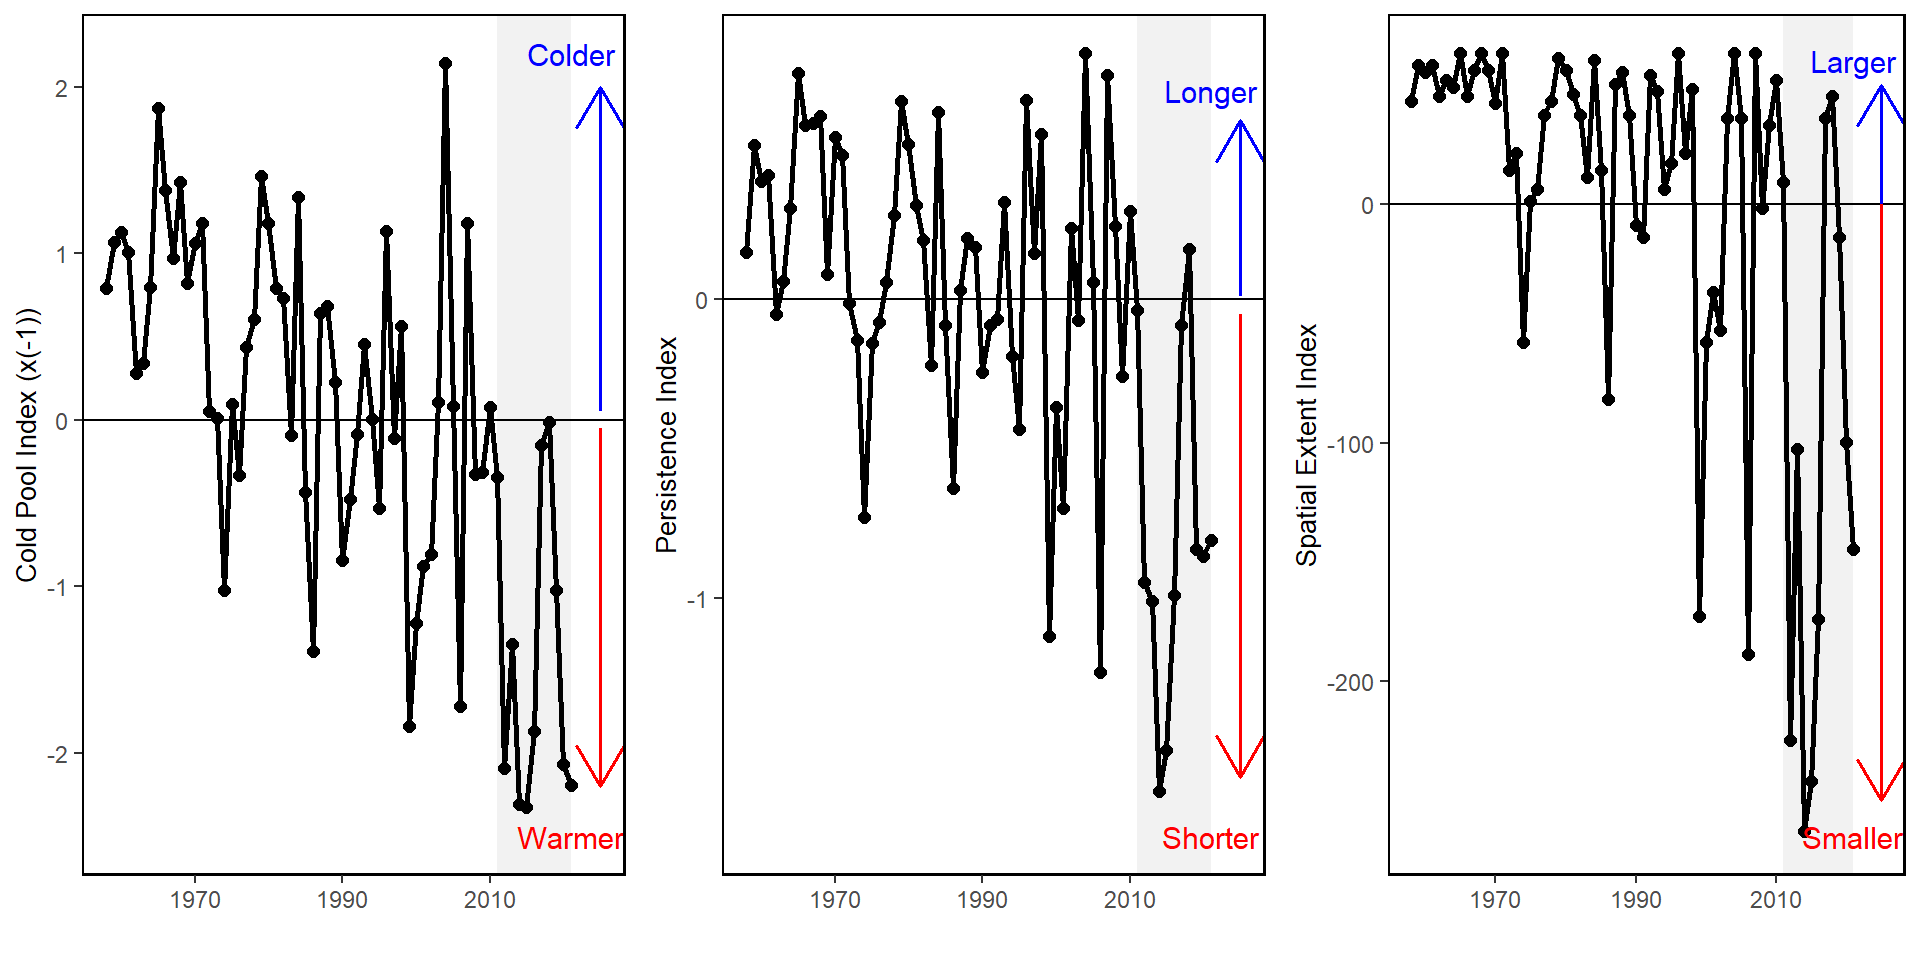 Cold Pool Index (x(-1))
2
1
0
-1
-2
Colder
Warmer
1970 1990 2010
Persistence Index
0
-1
Longer
Shorter
1970 1990 2010
Spatial Extent Index
0
-100
-200
Larger
Smaller
1970 1990 2010